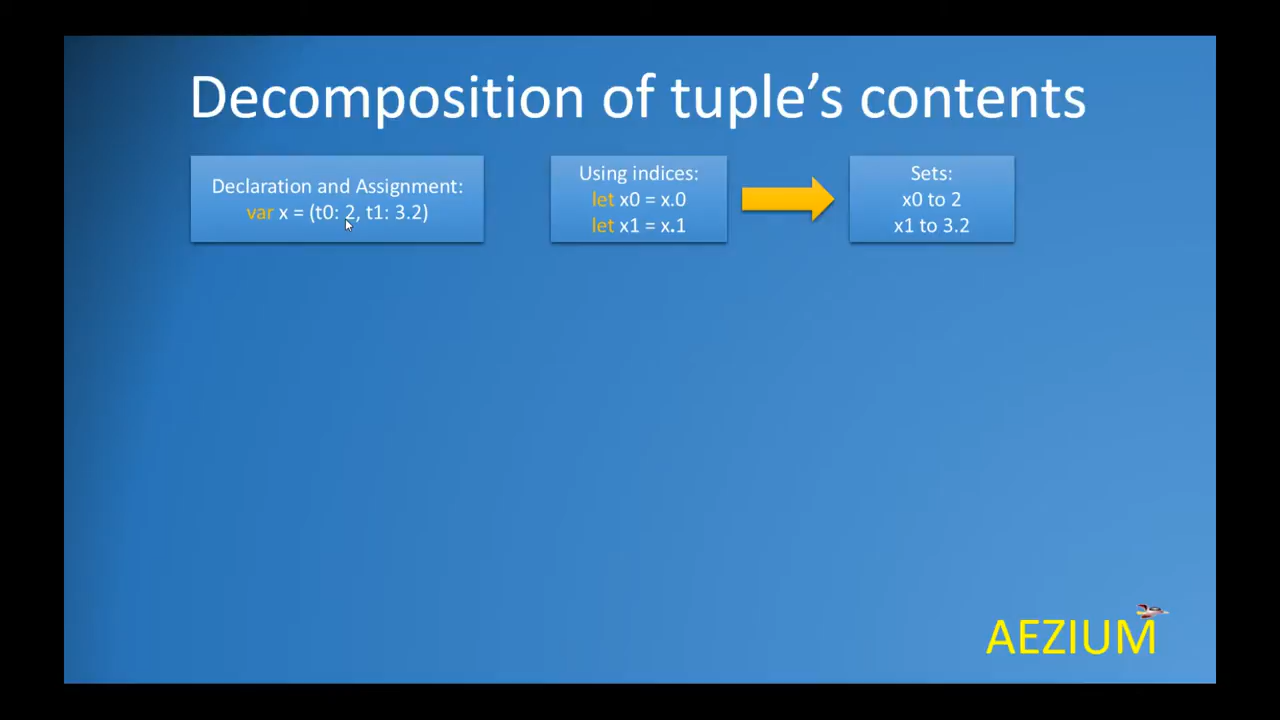 Decomposition of tuple’s contents
Declaration and Assignment:
var x = (t0: 2, t1: 3.2)
Using indices:
let x0 = x.0
let x1 = x.1
Sets:
x0 to 2
x1 to 3.2
AEZIUM